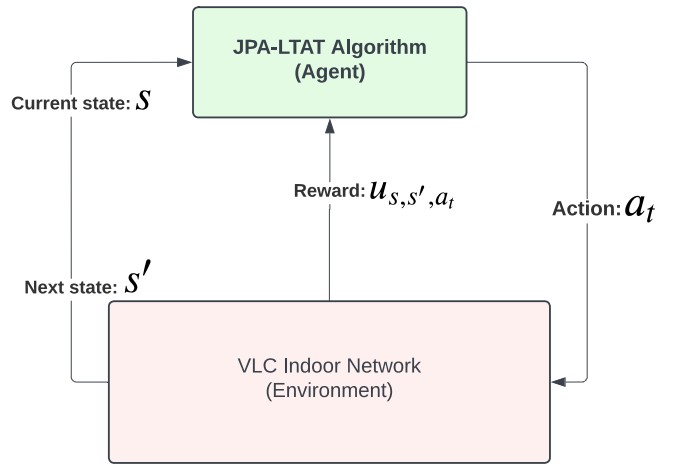 JPA-LTAT Algorithm
(Agent)
Current state: s
Reward: u_{s,s′,a_t}
Action: a_t
Next state: s′
VLC Indoor Network
(Environment)